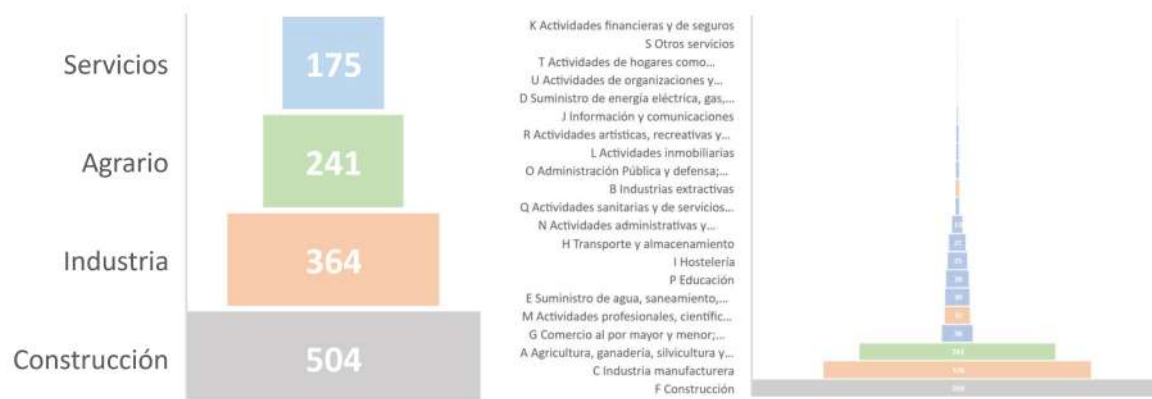 Servicios
175
Agrario
241
Industria
364
Construcción
504
K Actividades financieras y de seguros
S Otros servicios
T Actividades de hogares como...
U Actividades de organizaciones y...
D Suministro de energía eléctrica, gas,...
J Información y comunicaciones
R Actividades artísticas, recreativas y...
L Actividades inmobiliarias
O Administración Pública y defensa;...
B Industrias extractivas
Q Actividades sanitarias y de servicios...
N Actividades administrativas y...
H Transporte y almacenamiento
I Hostelería
P Educación
E Suministro de agua, saneamiento,...
M Actividades profesionales, científic...
G Comercio al por mayor y menor;...
A Agricultura, ganadería, silvicultura y...
241
C Industria manufacturera
F Construcción
504